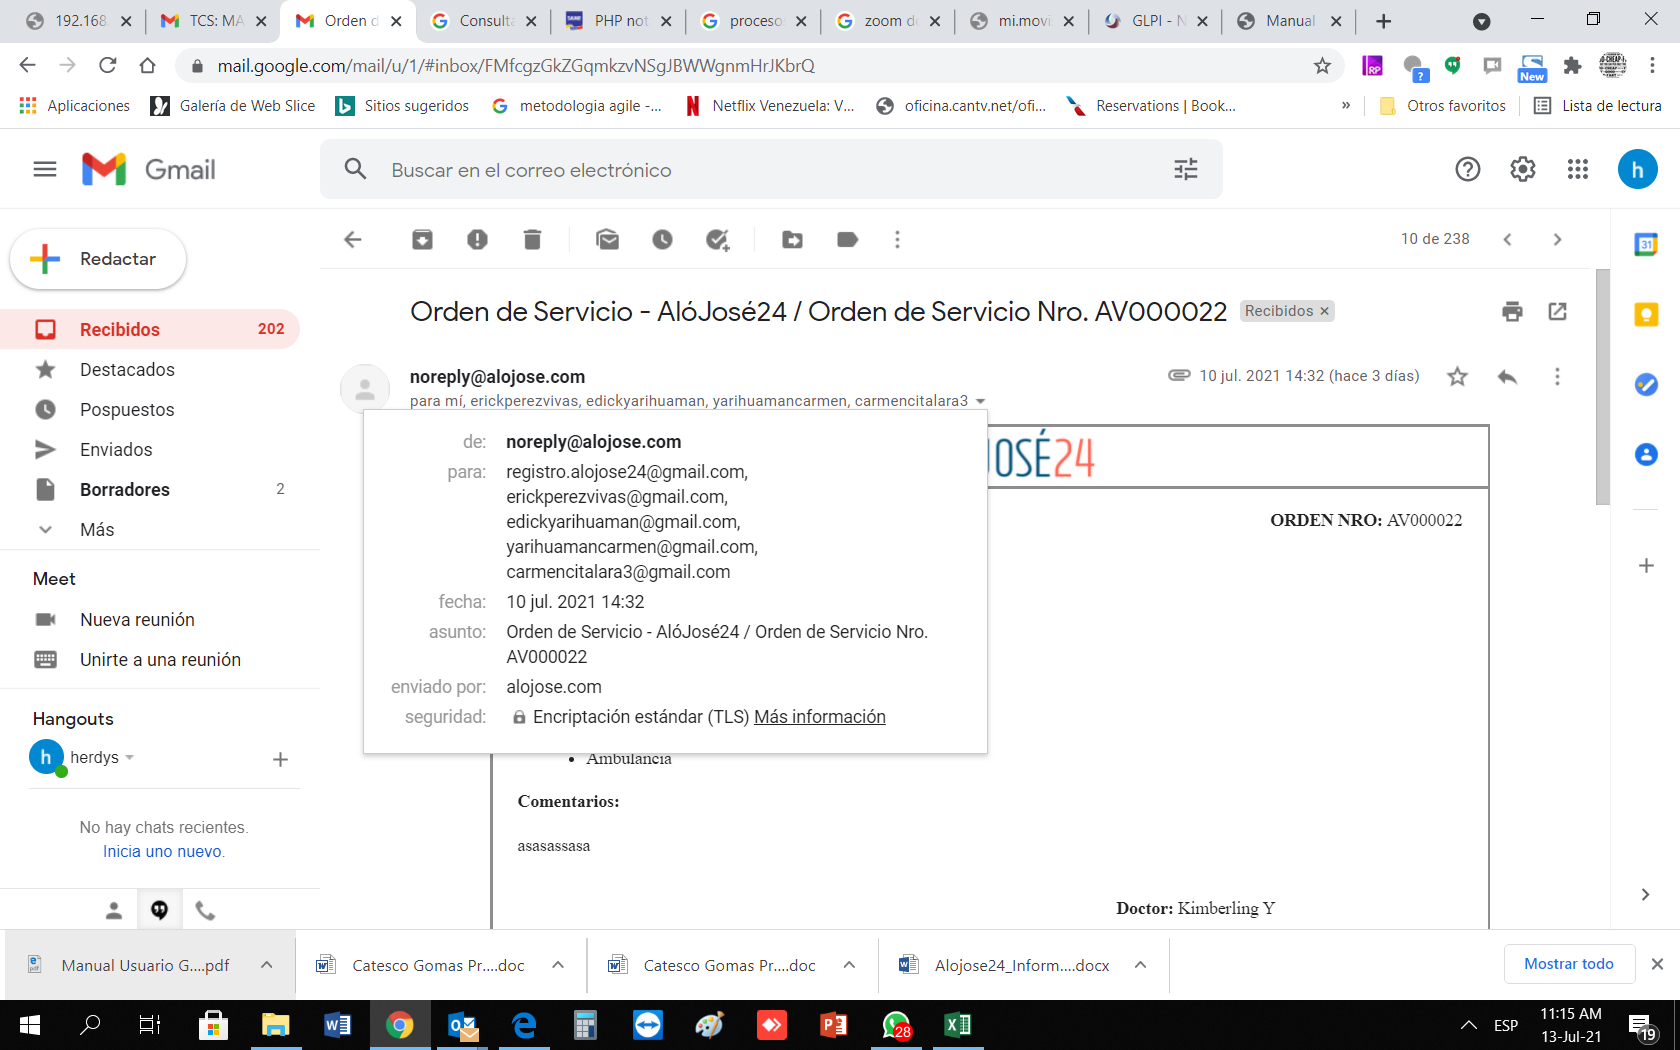 192.168.
TCS: MA
Orden d
Consulta
PHP not
proceso
zoom de
mi.movi
GLPI - N
Manual
mail.google.com/mail/u/1/#inbox/FMfcgzGkZGqmkzvNSgJBWWgnmHrJKbrQ
New
Aplicaciones
Galería de Web Slice
Sitios sugeridos
metodologia agile -...
Netflix Venezuela: V...
oficina.cantv.net/ofi...
Reservations | Book...
»
Otros favoritos
Lista de lectura
Gmail
Buscar en el correo electrónico
h
Redactar
10 de 238
31
Orden de Servicio - AlóJosé24 / Orden de Servicio Nro. AV000022
Recibidos ×
Recibidos 202
Destacados
Pospuestos
Enviados
Borradores 2
Más
noreply@alojose.com
10 jul. 2021 14:32 (hace 3 días)
para mí, erickperezvivas, edickyarihuaman, yarihuamancarmen, carmencitalara3
de: noreply@alojose.com
para: registro.alojose24@gmail.com,
erickperezvivas@gmail.com,
edickyarihuaman@gmail.com,
yarihuamancarmen@gmail.com,
carmencitalara3@gmail.com
fecha: 10 jul. 2021 14:32
asunto: Orden de Servicio - AlóJosé24 / Orden de Servicio Nro.
AV000022
enviado por: alojose.com
seguridad: Encriptación estándar (TLS) Más información
JOSÉ24
ORDEN NRO: AV000022
• Ambulancia
Comentarios:
asasassasa
Doctor: Kimberling Y
Meet
Nueva reunión
Unirte a una reunión
Hangouts
h herdys
No hay chats recientes.
Inicia uno nuevo.
Manual Usuario G....pdf
Catesco Gomas Pr....doc
Catesco Gomas Pr....doc
Alojose24_Inform....docx
Mostrar todo
28
ESP
11:15 AM
13-Jul-21
19